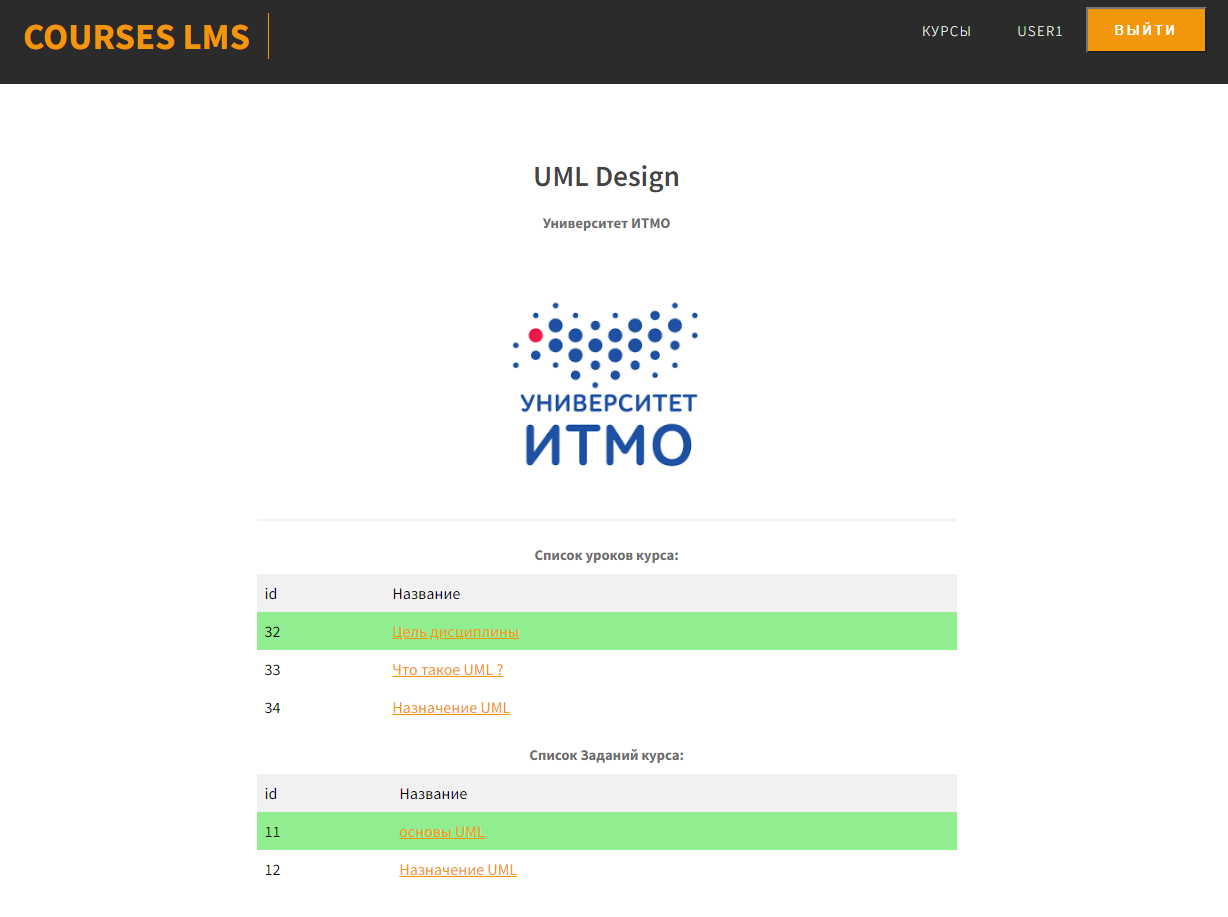 COURSES LMS
КУРСЫ
USER1
ВЫЙТИ
UML Design
Университет ИТМО
УНИВЕРСИТЕТ
ИТМО
Список уроков курса:
id Название
32 Цель дисциплины
33 Что такое UML ?
34 Назначение UML
Список Заданий курса:
id Название
11 основы UML
12 Назначение UML